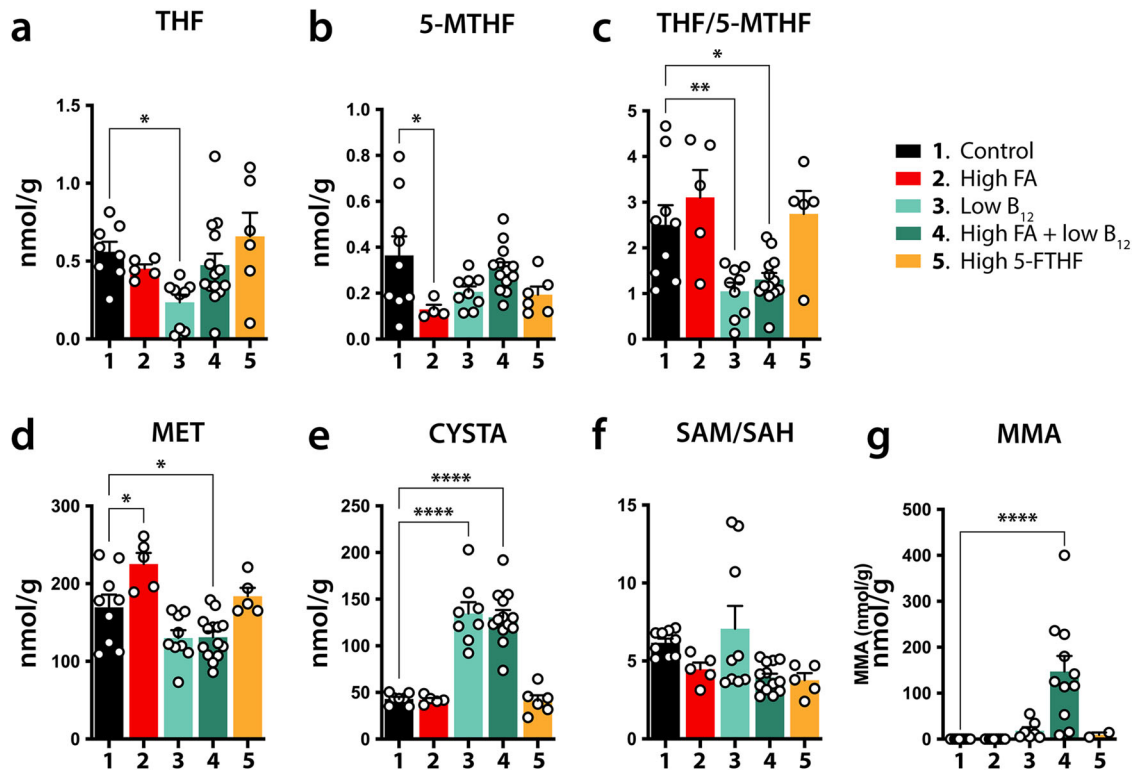 a THF
nmol/g
1.5
1.0
0.5
0.0
*
1 2 3 4 5
b 5-MTHF
1.0
0.8
0.6
0.4
0.2
0.0
*
1 2 3 4 5
c THF/5-MTHF
5
4
3
2
1
0
*
**
1 2 3 4 5
1. Control
2. High FA
3. Low B12
4. High FA + low B12
5. High 5-FTHF
d MET
nmol/g
300
200
100
0
*
*
1 2 3 4 5
e CYSTA
nmol/g
250
200
150
100
50
0
****
****
1 2 3 4 5
f SAM/SAH
15
10
5
0
1 2 3 4 5
g MMA
MMA (nmol/g)
nmol/g
500
400
300
200
100
0
****
1 2 3 4 5